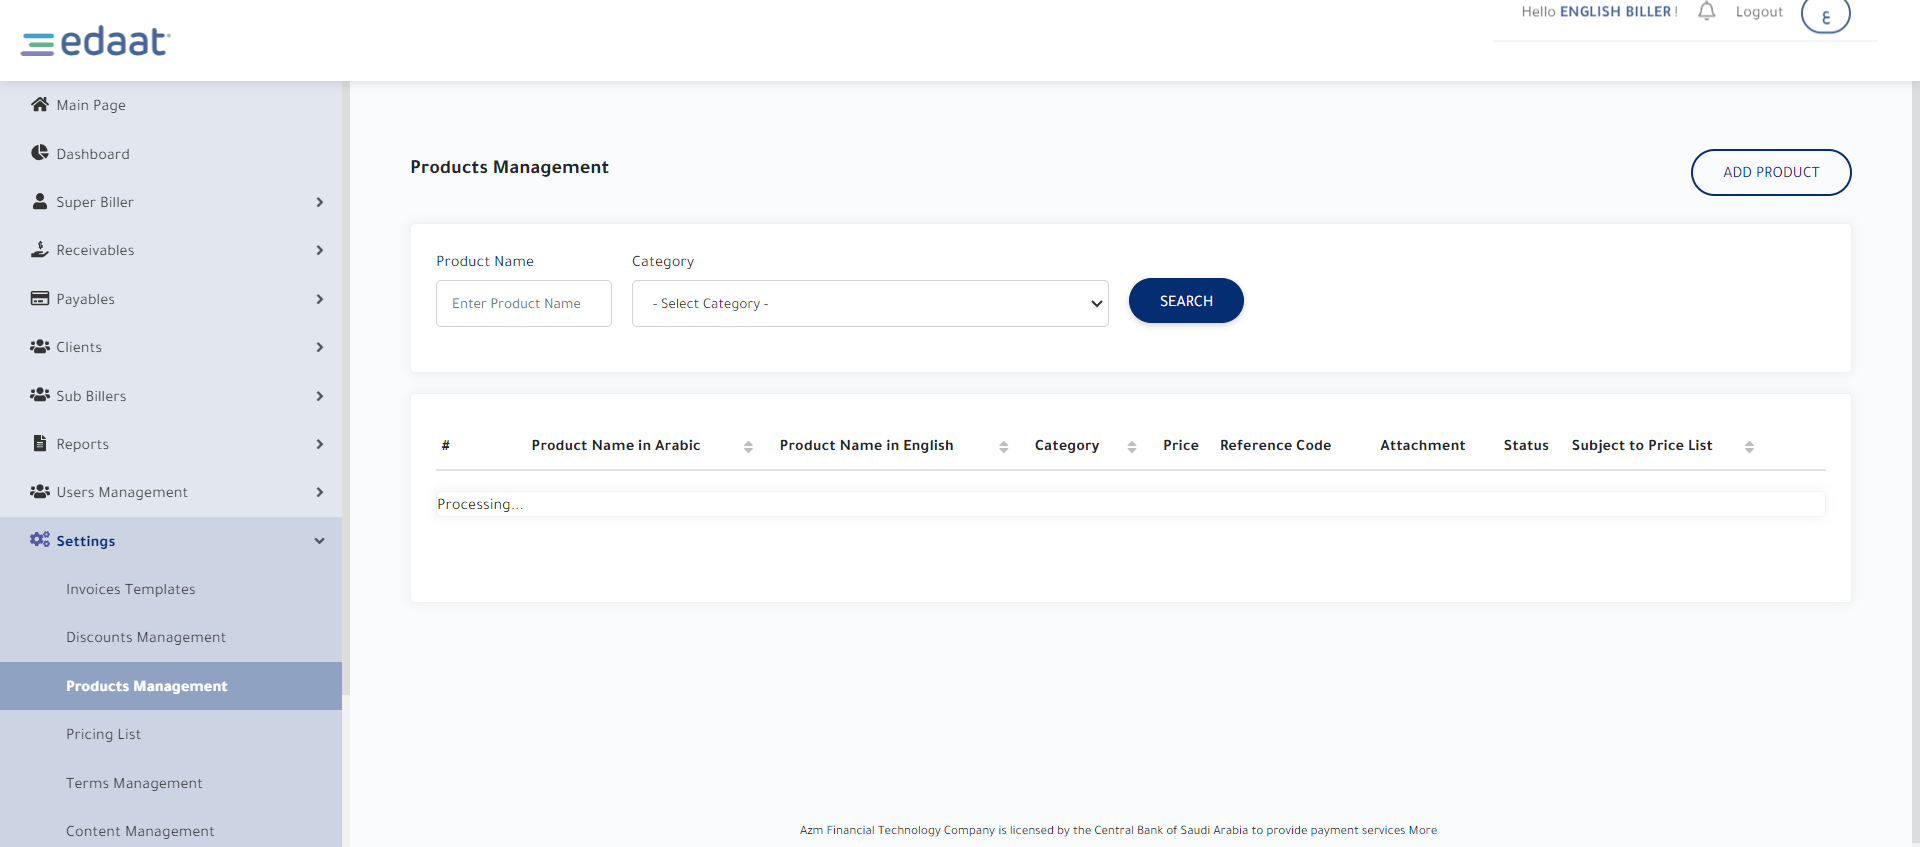 Hello ENGLISH BILLER !
Logout
ع
edaat
Main Page
Dashboard
Super Biller
Receivables
Payables
Clients
Sub Billers
Reports
Users Management
Settings
Invoices Templates
Discounts Management
Products Management
Pricing List
Terms Management
Content Management
Products Management
ADD PRODUCT
Product Name
Category
Enter Product Name
- Select Category -
SEARCH
# Product Name in Arabic Product Name in English Category Price Reference Code Attachment Status Subject to Price List
Processing...
Azm Financial Technology Company is licensed by the Central Bank of Saudi Arabia to provide payment services More